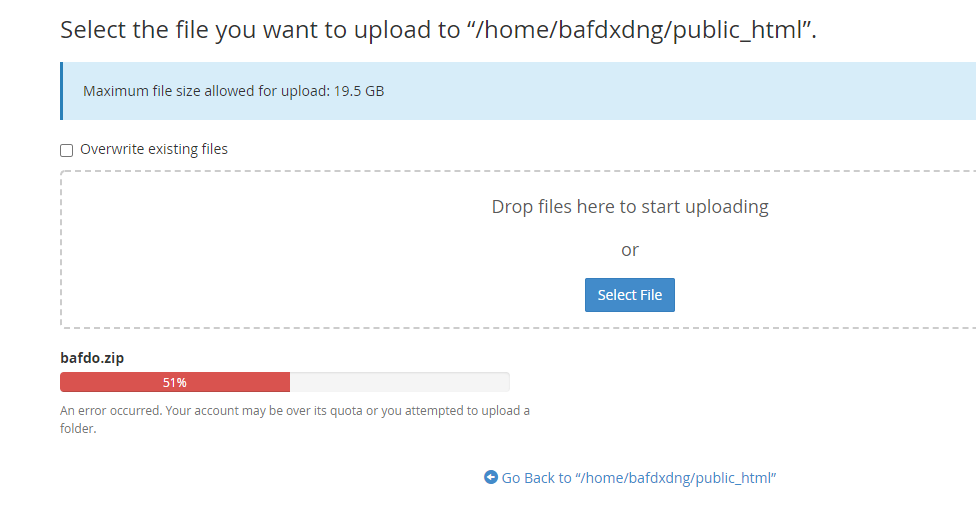 Select the file you want to upload to “/home/bafdxdng/public_html”.
Maximum file size allowed for upload: 19.5 GB
Overwrite existing files
Drop files here to start uploading
or
Select File
bafdo.zip
51%
An error occurred. Your account may be over its quota or you attempted to upload a
folder.
Go Back to “/home/bafdxdng/public_html”